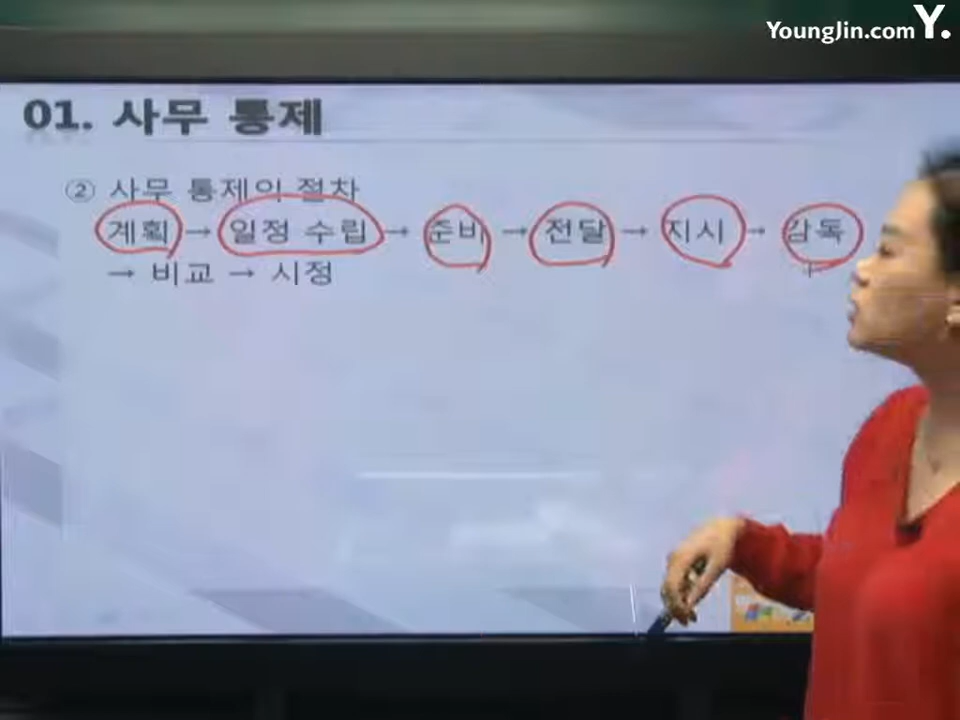 YoungJin.com Y.
01. 사무 통제
② 사무 통제의 절차
계획 → 일정 수립 → 준비 → 전달 → 지시 → 감독
→ 비교 → 시정